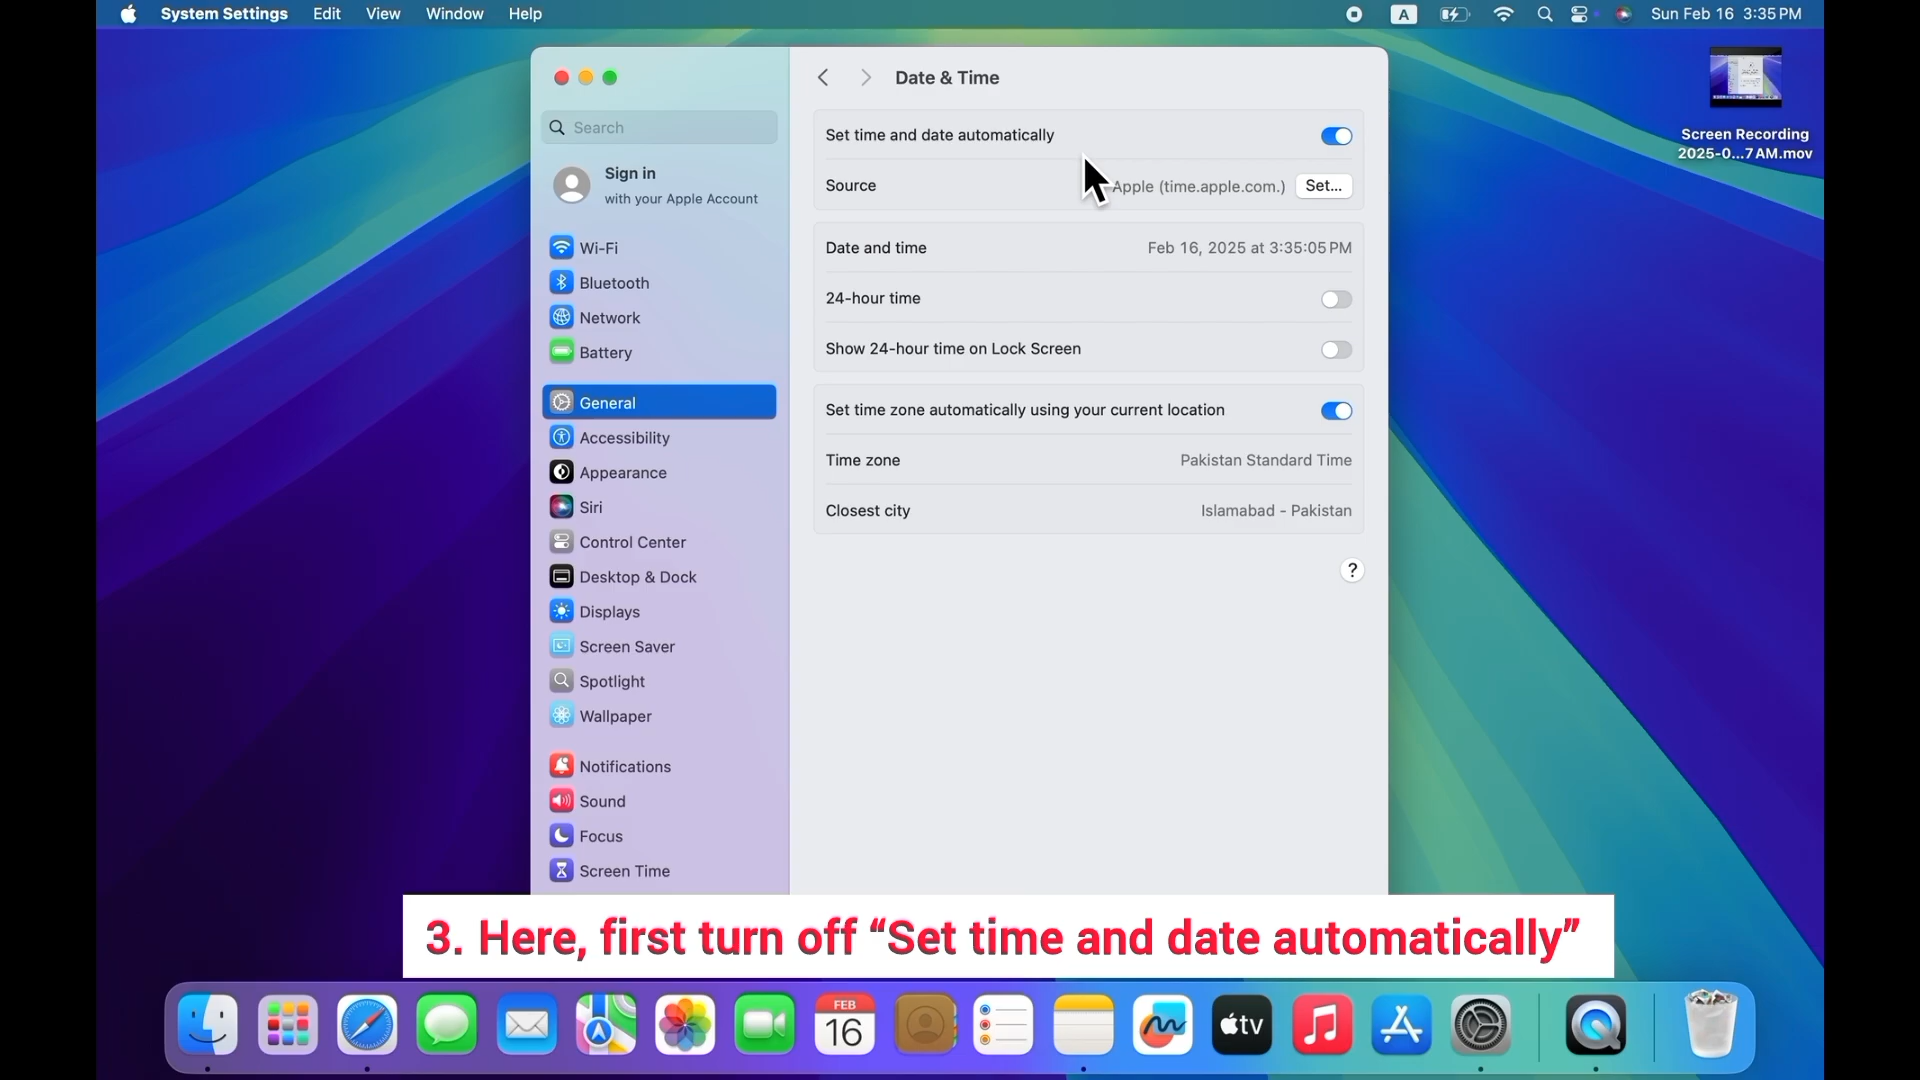 System Settings Edit View Window Help
A Sun Feb 16 3:35 PM
Screen Recording
2025-0...7 AM.mov
Date & Time
Search
Sign in
with your Apple Account
Wi-Fi
Bluetooth
Network
Battery
General
Accessibility
Appearance
Siri
Control Center
Desktop & Dock
Displays
Screen Saver
Spotlight
Wallpaper
Notifications
Sound
Focus
Screen Time
Set time and date automatically
Source Apple (time.apple.com.) Set...
Date and time Feb 16, 2025 at 3:35:05 PM
24-hour time
Show 24-hour time on Lock Screen
Set time zone automatically using your current location
Time zone Pakistan Standard Time
Closest city Islamabad - Pakistan
?
3. Here, first turn off “Set time and date automatically”
FEB
16
tv